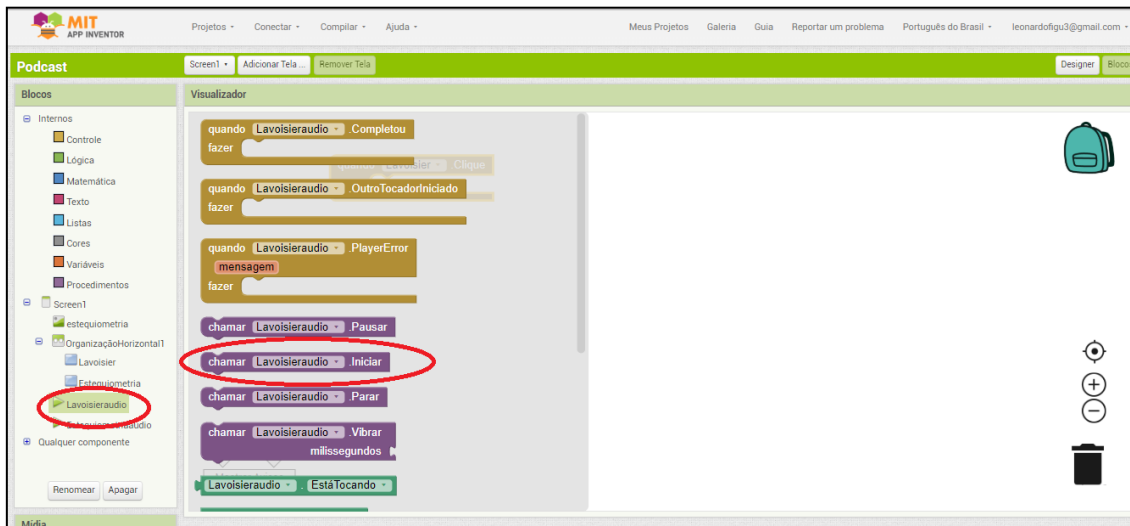 MIT
APP INVENTOR
Projetos
Conectar
Compilar
Ajuda
Meus Projetos
Galeria
Guia
Reportar um problema
Português do Brasil
leonardofigu3@gmail.com
Podcast
Screen1
Adicionar Tela ...
Remover Tela
Designer
Bloco
Blocos
Visualizador
Internos
Controle
Lógica
Matemática
Texto
Listas
Cores
Variáveis
Procedimentos
Screen1
estequiometria
OrganizaçãoHorizontal1
Lavoisier
Estequiometria
Lavoisieraudio
Qualquer componente
Renomear
Apagar
Mídia
quando Lavoisieraudio .Completou
fazer
quando Lavoisier .Clique
quando Lavoisieraudio .OutroTocadorIniciado
fazer
quando Lavoisieraudio .PlayerError
mensagem
fazer
chamar Lavoisieraudio .Pausar
chamar Lavoisieraudio .Iniciar
chamar Lavoisieraudio .Parar
chamar Lavoisieraudio .Vibrar
milissegundos
Lavoisieraudio . EstáTocando